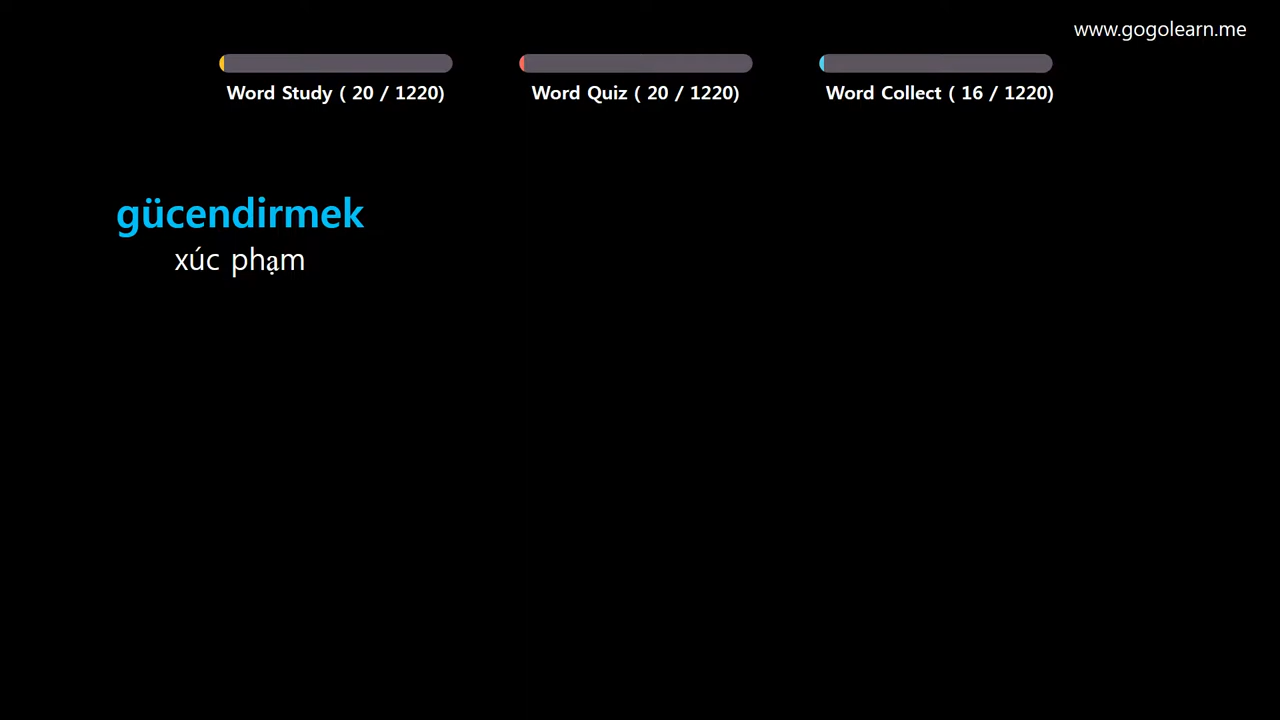 www.gogolearn.me
Word Study ( 20 / 1220)
Word Quiz ( 20 / 1220)
Word Collect ( 16 / 1220)
gücendirmek
xúc phạm